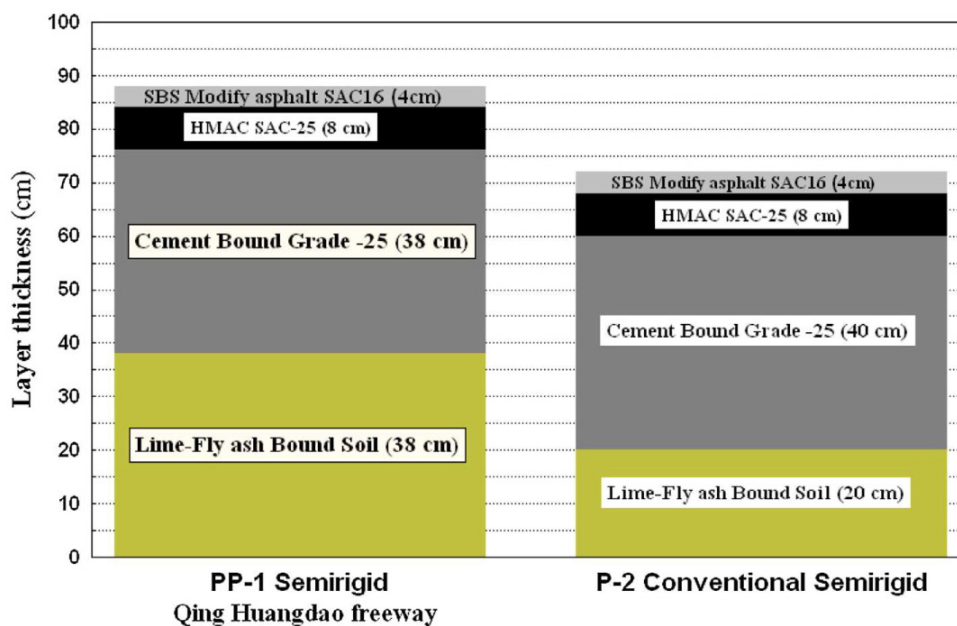 100
90
80
70
60
50
40
30
20
10
0
Layer thickness (cm)
SBS Modify asphalt SAC16 (4cm)
HMAC SAC-25 (8 cm)
Cement Bound Grade -25 (38 cm)
Lime-Fly ash Bound Soil (38 cm)
SBS Modify asphalt SAC16 (4cm)
HMAC SAC-25 (8 cm)
Cement Bound Grade -25 (40 cm)
Lime-Fly ash Bound Soil (20 cm)
PP-1 Semirigid
Qing Huangdao freeway
P-2 Conventional Semirigid